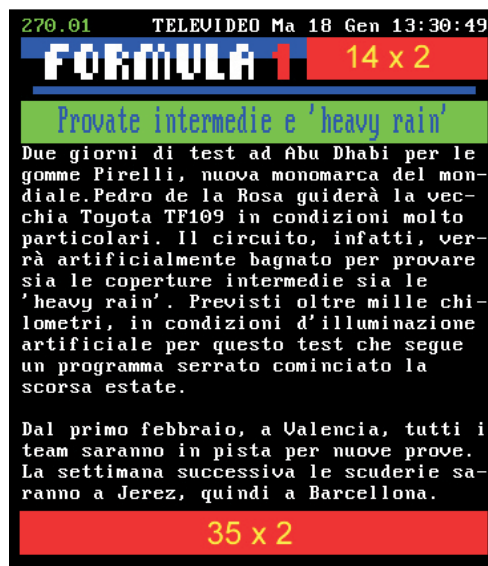 270.01 TELEVIDEO Ma 18 Gen 13:30:49
FORMULA 1
14 x 2
Provate intermedie e 'heavy rain'
Due giorni di test ad Abu Dhabi per le
gomme Pirelli, nuova monomarca del mon-
diale.Pedro de la Rosa guiderà la vec-
chia Toyota TF109 in condizioni molto
particolari. Il circuito, infatti, ver-
rà artificialmente bagnato per provare
sia le coperture intermedie sia le
'heavy rain'. Previsti oltre mille chi-
lometri, in condizioni d'illuminazione
artificiale per questo test che segue
un programma serrato cominciato la
scorsa estate.
Dal primo febbraio, a Valencia, tutti i
team saranno in pista per nuove prove.
La settimana successiva le scuderie sa-
ranno a Jerez, quindi a Barcellona.
35 x 2